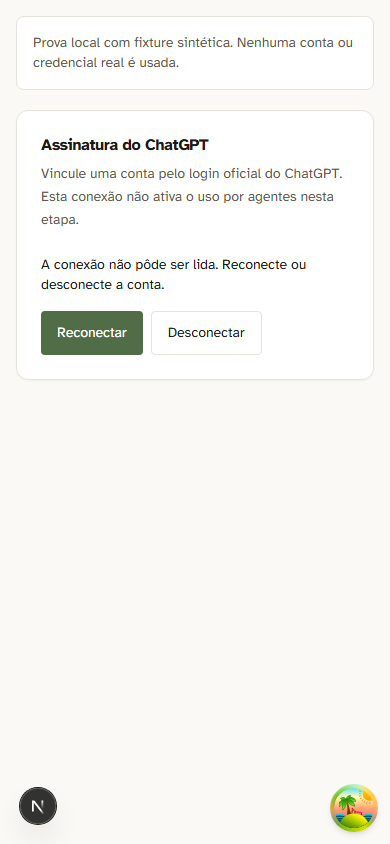 Prova local com fixture sintética. Nenhuma conta ou
credencial real é usada.
Assinatura do ChatGPT
Vincule uma conta pelo login oficial do ChatGPT.
Esta conexão não ativa o uso por agentes nesta
etapa.
A conexão não pôde ser lida. Reconecte ou
desconecte a conta.
Reconectar
Desconectar
N